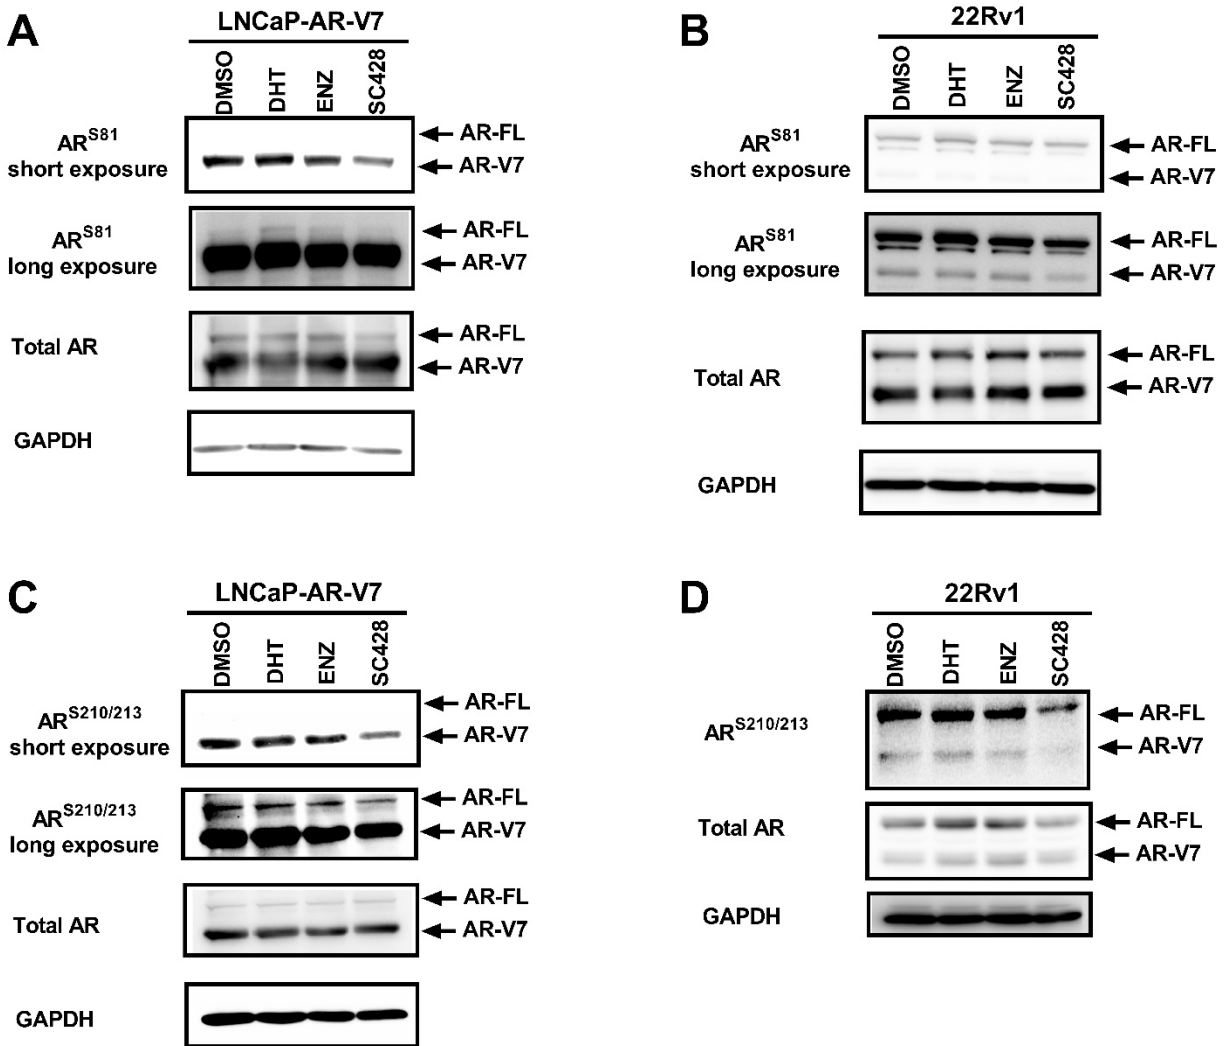 A
LNCaP-AR-V7
DMSO
DHT
ENZ
SC428
AR^S81
short exposure
AR-FL
AR-V7
AR^S81
long exposure
AR-FL
AR-V7
Total AR
AR-FL
AR-V7
GAPDH
B
22Rv1
DMSO
DHT
ENZ
SC428
AR^S81
short exposure
AR-FL
AR-V7
AR^S81
long exposure
AR-FL
AR-V7
Total AR
AR-FL
AR-V7
GAPDH
C
LNCaP-AR-V7
DMSO
DHT
ENZ
SC428
AR^S210/213
short exposure
AR-FL
AR-V7
AR^S210/213
long exposure
AR-FL
AR-V7
Total AR
AR-FL
AR-V7
GAPDH
D
22Rv1
DMSO
DHT
ENZ
SC428
AR^S210/213
AR-FL
AR-V7
Total AR
AR-FL
AR-V7
GAPDH